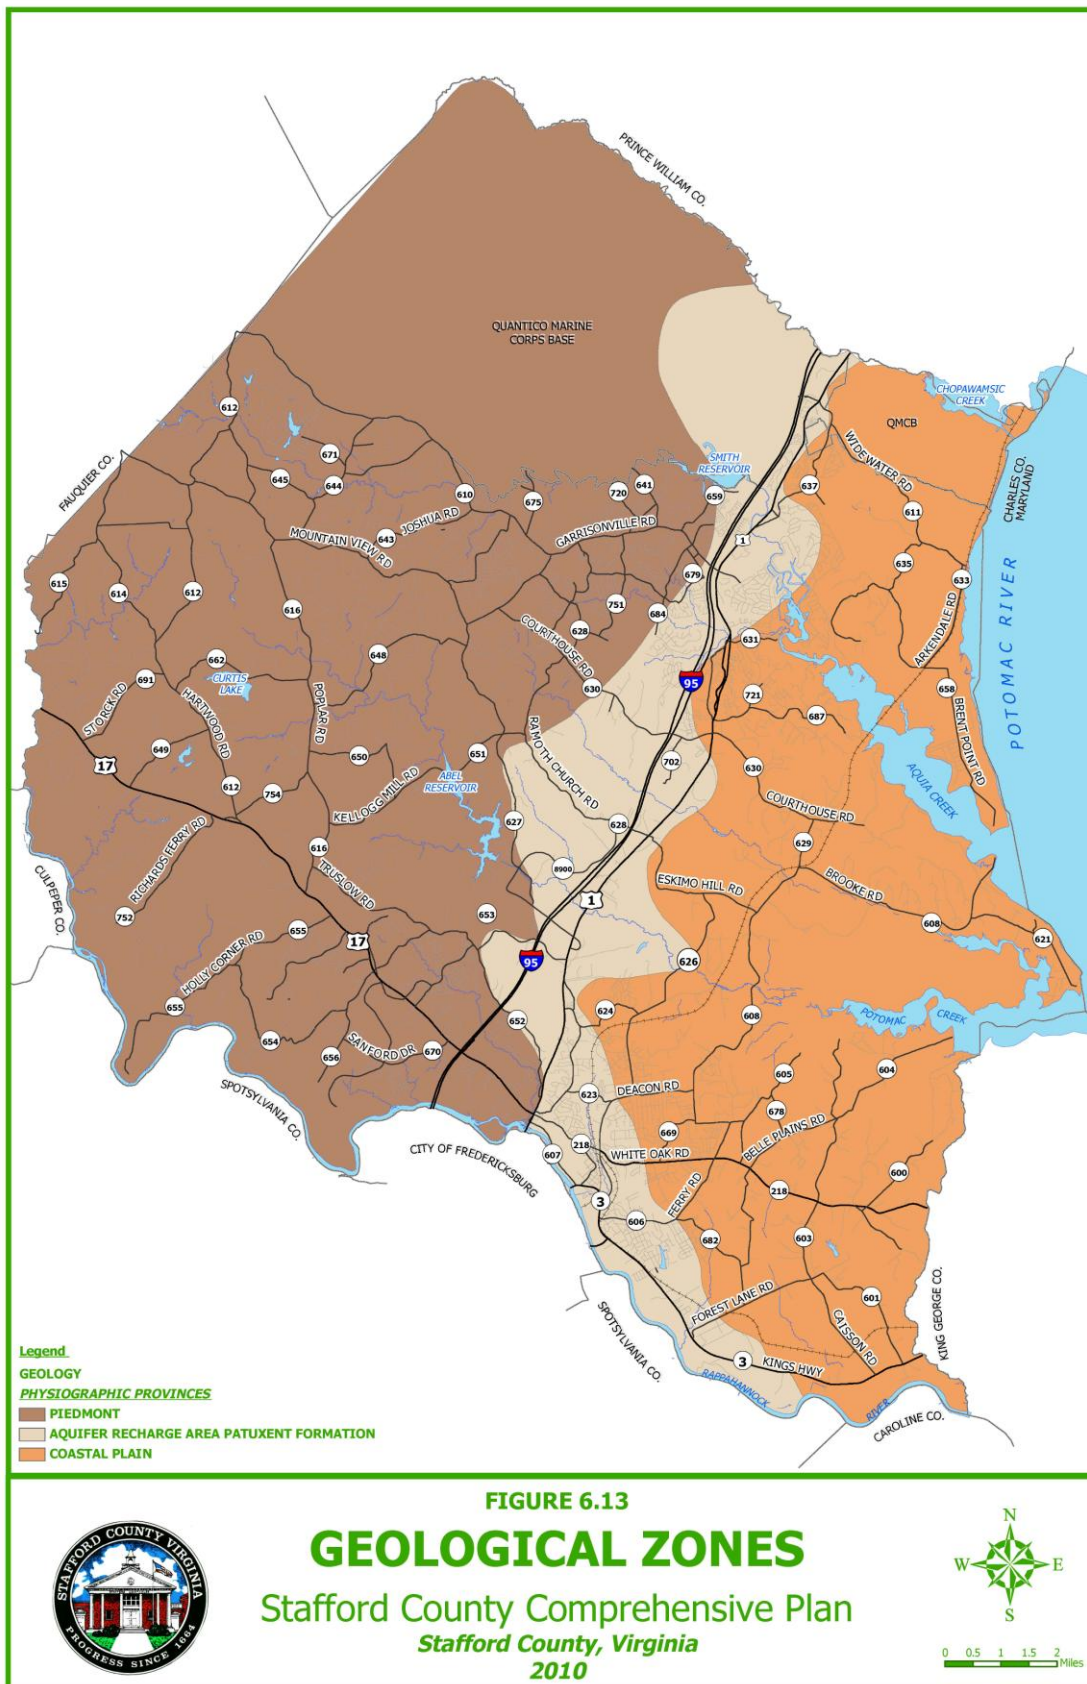 PRINCE WILLIAM CO.
QUANTICO MARINE
CORPS BASE
CHOPAWAMSIC
CREEK
QMCB
612
WIDEWATER RD
FAUQUIER CO.
671
SMITH
RESERVOIR
CHARLES CO.
MARYLAND
645
644
610
675
720
641
659
637
611
JOSHUA RD
643
GARRISONVILLE RD
MOUNTAIN VIEW RD
1
635
633
615
614
612
616
679
751
684
628
ARKENDALE RD
POTOMAC RIVER
COURTHOUSE RD
631
648
662
CURTIS
LAKE
691
STORCK RD
HARTWOOD RD
POPLAR RD
630
95
721
687
658
BRENT POINT RD
649
17
650
651
RAMOTH CHURCH RD
702
630
ABEL
RESERVOIR
AQUIA CREEK
612
754
KELLOGG MILL RD
COURTHOUSE RD
627
628
629
RICHARDS FERRY RD
616
TRUSLOW RD
8900
ESKIMO HILL RD
BROOKE RD
CULPEPER CO.
752
653
1
608
621
655
17
HOLLY CORNER RD
95
626
655
652
624
608
POTOMAC
CREEK
654
656
SANFORD DR
670
605
604
SPOTSYLVANIA CO.
623
DEACON RD
678
BELLE PLAINS RD
669
CITY OF FREDERICKSBURG
607
218
WHITE OAK RD
600
218
FERRY RD
3
606
682
603
601
FOREST LANE RD
CAISSON RD
KING GEORGE CO.
SPOTSYLVANIA CO.
3
KINGS HWY
RAPPAHANNOCK
RIVER
CAROLINE CO.
Legend
GEOLOGY
PHYSIOGRAPHIC PROVINCES
PIEDMONT
AQUIFER RECHARGE AREA PATUXENT FORMATION
COASTAL PLAIN
FIGURE 6.13
GEOLOGICAL ZONES
Stafford County Comprehensive Plan
Stafford County, Virginia
2010
STAFFORD COUNTY VIRGINIA
PROGRESS SINCE 1664
N
W
E
S
0 0.5 1 1.5 2
Miles